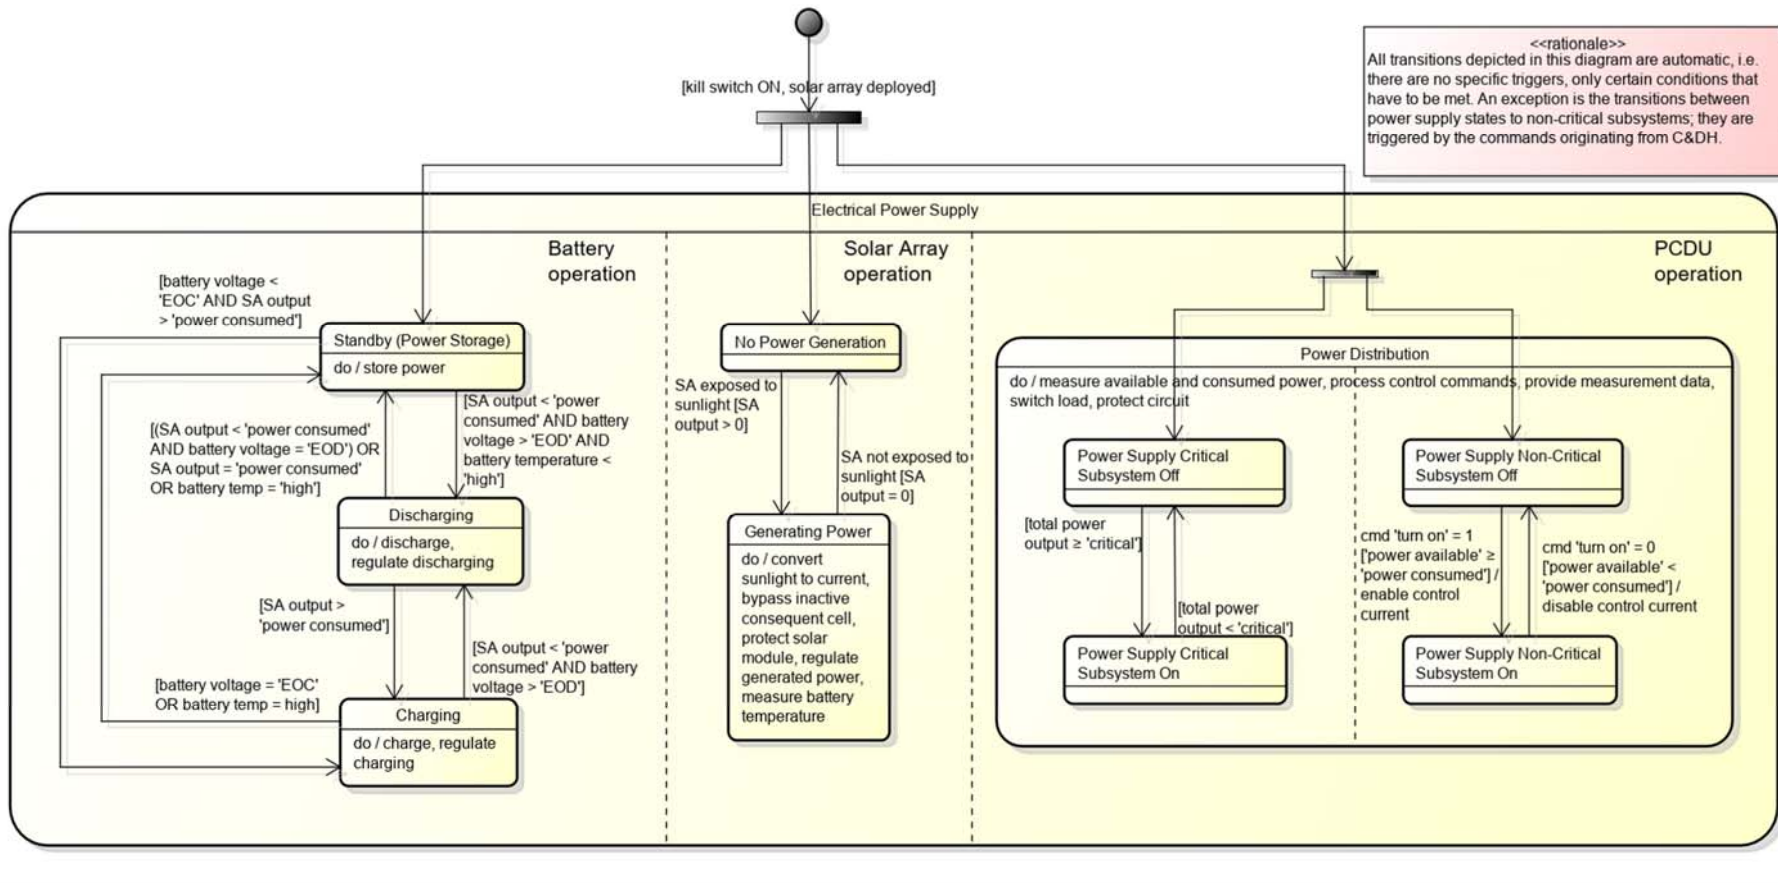 [kill switch ON, solar array deployed]
<<rationale>>
All transitions depicted in this diagram are automatic, i.e.
there are no specific triggers, only certain conditions that
have to be met. An exception is the transitions between
power supply states to non-critical subsystems; they are
triggered by the commands originating from C&DH.
Electrical Power Supply
Battery
operation
[battery voltage <
'EOC' AND SA output
> 'power consumed']
Standby (Power Storage)
do / store power
[(SA output < 'power consumed'
AND battery voltage = 'EOD') OR
SA output = 'power consumed'
OR battery temp = 'high']
[SA output < 'power
consumed' AND battery
voltage > 'EOD' AND
battery temperature <
'high']
Discharging
do / discharge,
regulate discharging
[SA output >
'power consumed']
[SA output < 'power
consumed' AND battery
voltage > 'EOD']
[battery voltage = 'EOC'
OR battery temp = high]
Charging
do / charge, regulate
charging
Solar Array
operation
No Power Generation
SA exposed to
sunlight [SA
output > 0]
SA not exposed to
sunlight [SA
output = 0]
Generating Power
do / convert
sunlight to current,
bypass inactive
consequent cell,
protect solar
module, regulate
generated power,
measure battery
temperature
PCDU
operation
Power Distribution
do / measure available and consumed power, process control commands, provide measurement data,
switch load, protect circuit
Power Supply Critical
Subsystem Off
[total power
output ≥ 'critical']
[total power
output < 'critical']
Power Supply Critical
Subsystem On
Power Supply Non-Critical
Subsystem Off
cmd 'turn on' = 1
['power available' ≥
'power consumed'] /
enable control
current
cmd 'turn on' = 0
['power available' <
'power consumed'] /
disable control current
Power Supply Non-Critical
Subsystem On